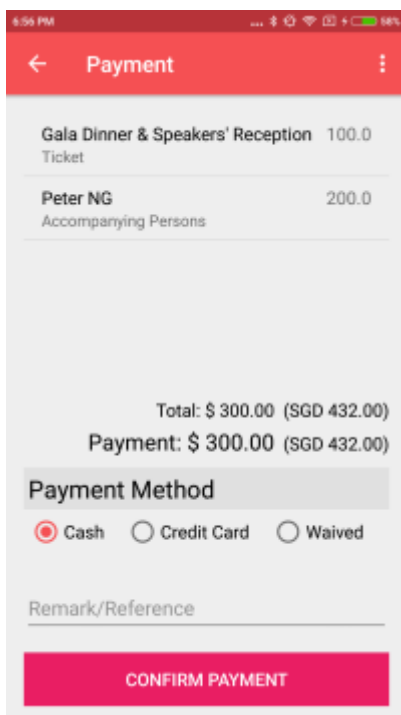 6:56 PM ... 58%
Payment
Gala Dinner & Speakers' Reception 100.0
Ticket
Peter NG 200.0
Accompanying Persons
Total: $ 300.00 (SGD 432.00)
Payment: $ 300.00 (SGD 432.00)
Payment Method
Cash Credit Card Waived
Remark/Reference
CONFIRM PAYMENT